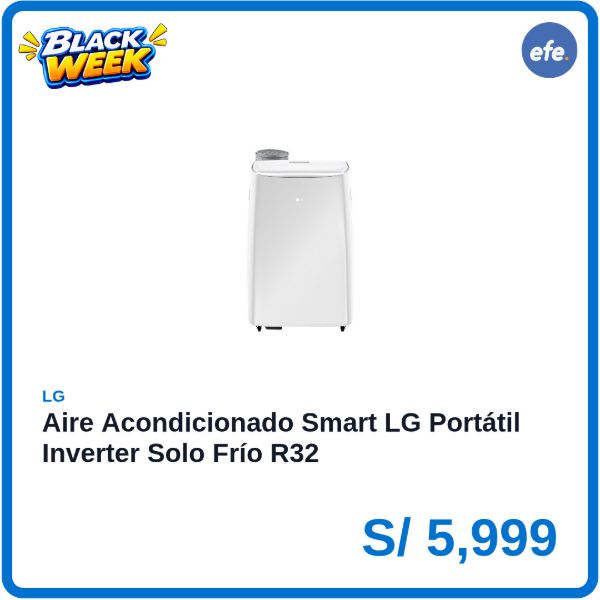 BLACK
WEEK
efe.
LG
Aire Acondicionado Smart LG Portátil
Inverter Solo Frío R32
S/ 5,999